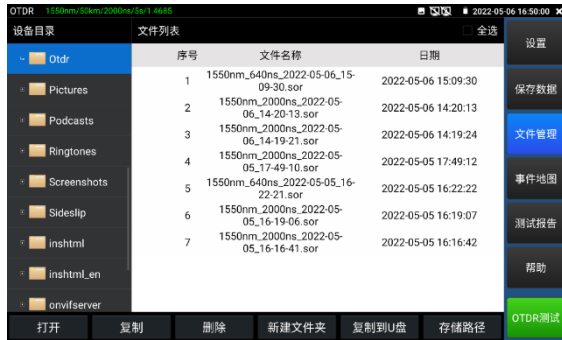 OTDR 1550nm/50km/2000ns/5s/1.4685 2022-05-06 16:50:00
设备目录 文件列表 全选 设置
Otdr
序号 文件名称 日期
Pictures
1 1550nm_640ns_2022-05-06_15-09-30.sor 2022-05-06 15:09:30
保存数据
Podcasts
2 1550nm_2000ns_2022-05-06_14-20-13.sor 2022-05-06 14:20:13
3 1550nm_2000ns_2022-05-06_14-19-21.sor 2022-05-06 14:19:24
文件管理
Ringtones
4 1550nm_2000ns_2022-05-05_17-49-10.sor 2022-05-05 17:49:12
Screenshots
5 1550nm_640ns_2022-05-05_16-22-21.sor 2022-05-05 16:22:22
事件地图
Sideslip
6 1550nm_2000ns_2022-05-05_16-19-06.sor 2022-05-05 16:19:07
测试报告
inshtml
7 1550nm_2000ns_2022-05-05_16-16-41.sor 2022-05-05 16:16:42
inshtml_en
帮助
onvifserver
打开 复制 删除 新建文件夹 复制到U盘 存储路径
OTDR测试